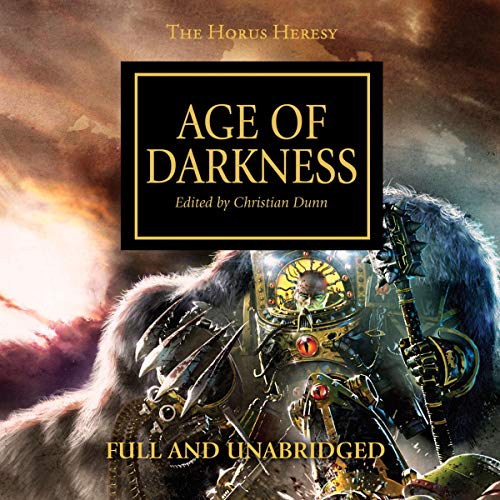 The Horus Heresy
AGE OF
DARKNESS
Edited by Christian Dunn
FULL AND UNABRIDGED